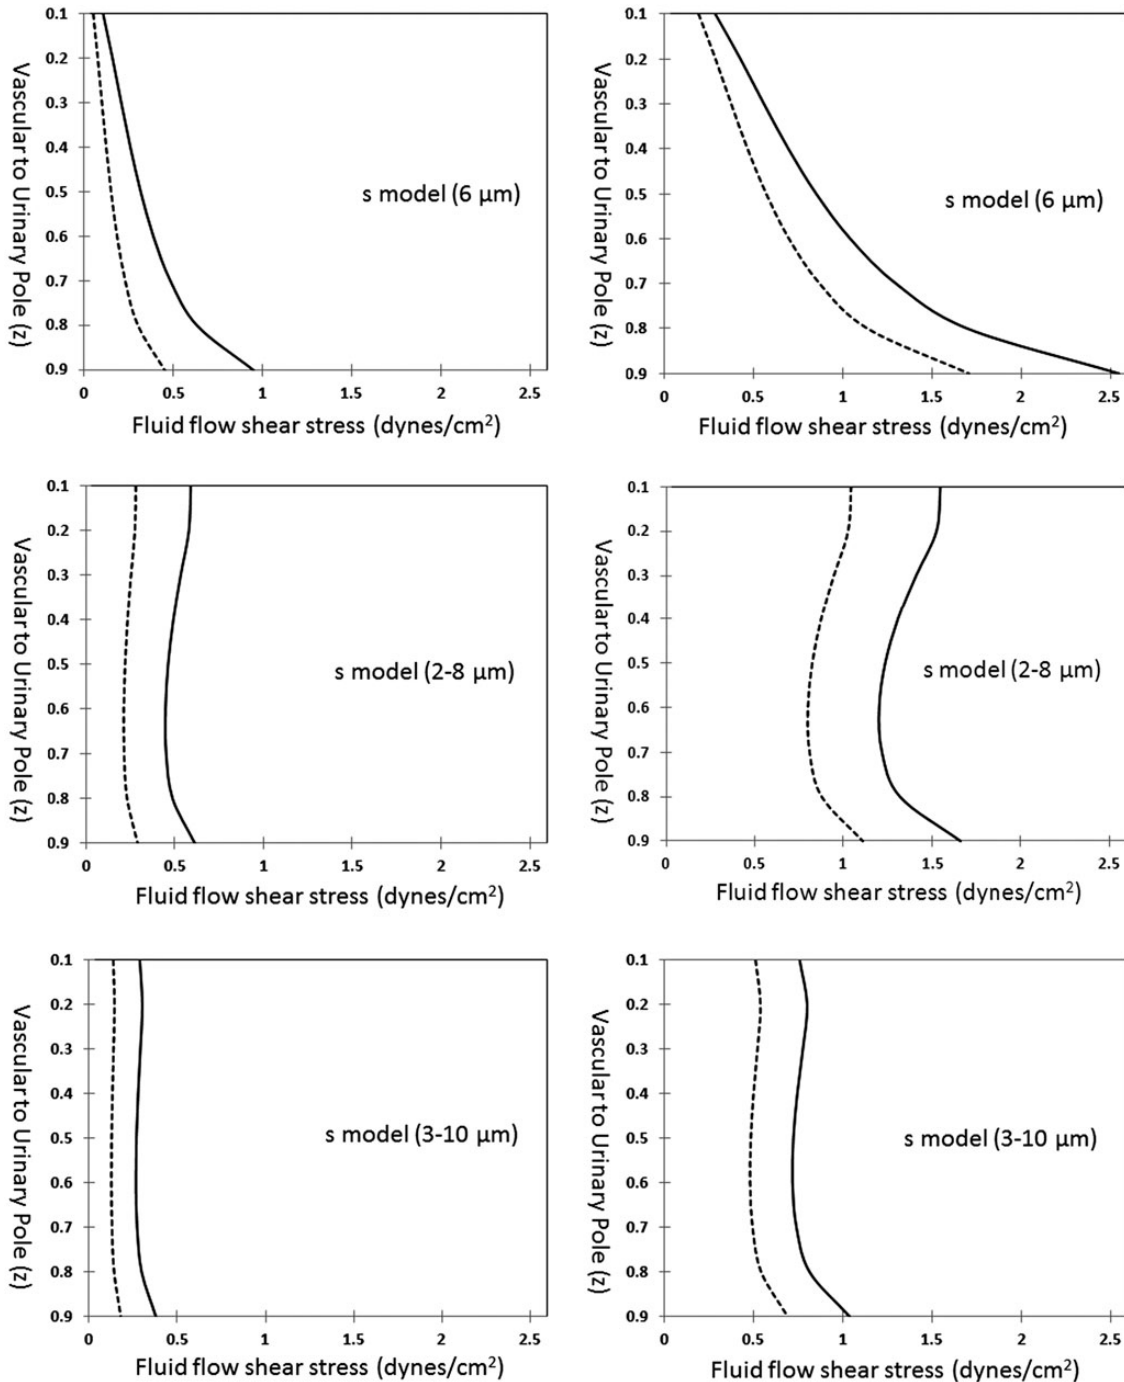 0.1
0.2
0.3
0.4
0.5
0.6
0.7
0.8
0.9
Vascular to Urinary Pole (z)
s model (6 μm)
0 0.5 1 1.5 2 2.5
Fluid flow shear stress (dynes/cm²)
0.1
0.2
0.3
0.4
0.5
0.6
0.7
0.8
0.9
Vascular to Urinary Pole (z)
s model (6 μm)
0 0.5 1 1.5 2 2.5
Fluid flow shear stress (dynes/cm²)
0.1
0.2
0.3
0.4
0.5
0.6
0.7
0.8
0.9
Vascular to Urinary Pole (z)
s model (2-8 μm)
0 0.5 1 1.5 2 2.5
Fluid flow shear stress (dynes/cm²)
0.1
0.2
0.3
0.4
0.5
0.6
0.7
0.8
0.9
Vascular to Urinary Pole (z)
s model (2-8 μm)
0 0.5 1 1.5 2 2.5
Fluid flow shear stress (dynes/cm²)
0.1
0.2
0.3
0.4
0.5
0.6
0.7
0.8
0.9
Vascular to Urinary Pole (z)
s model (3-10 μm)
0 0.5 1 1.5 2 2.5
Fluid flow shear stress (dynes/cm²)
0.1
0.2
0.3
0.4
0.5
0.6
0.7
0.8
0.9
Vascular to Urinary Pole (z)
s model (3-10 μm)
0 0.5 1 1.5 2 2.5
Fluid flow shear stress (dynes/cm²)